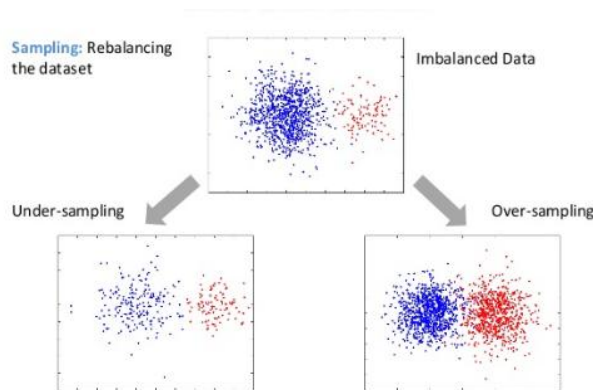 Sampling: Rebalancing
the dataset
Imbalanced Data
Under-sampling
Over-sampling